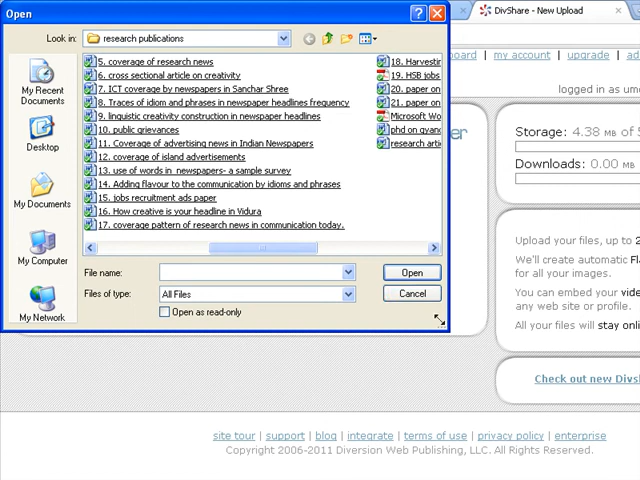 Open
DivShare - New Upload
Look in:
research publications
My Recent
Documents
Desktop
My Documents
My Computer
My Network
5. coverage of research news
6. cross sectional article on creativity
7. ICT coverage by newspapers in Sanchar Shree
8. Traces of idiom and phrases in newspaper headlines frequency
9. linguistic creativity construction in newspaper headlines
10. public grievances
11. Coverage of advertising news in Indian Newspapers
12. coverage of island advertisements
13. use of words in newspapers- a sample survey
14. Adding flavour to the communication by idioms and phrases
15. jobs recruitment ads paper
16. How creative is your headline in Vidura
17. coverage pattern of research news in communication today.
18. Harvestin
19. HSB jobs
20. paper on
21. paper on
Microsoft Wo
phd on gyan
research arti
File name:
Open
Files of type:
All Files
Cancel
Open as read-only
board | my account | upgrade | ad
logged in as um
er
Storage: 4.38 MB of 5
Downloads: 0.00 MB
Upload your files, up to 2
We'll create automatic Fl
for all your images.
You can embed your vide
any web site or profile.
All your files will stay onli
Check out new Divs
site tour | support | blog | integrate | terms of use | privacy policy | enterprise
Copyright 2006-2011 Diversion Web Publishing, LLC. All Rights Reserved.